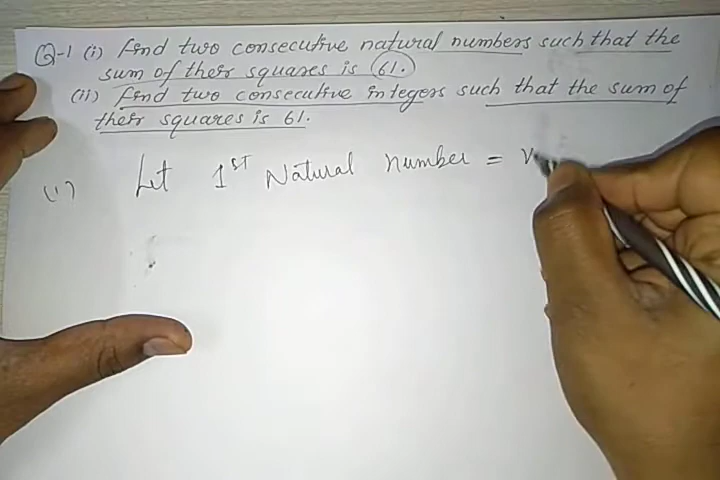 Q-1 (i) Find two consecutive natural numbers such that the
sum of their squares is 61.
(ii) Find two consecutive integers such that the sum of
their squares is 61.
(i) Let 1ST Natural number =